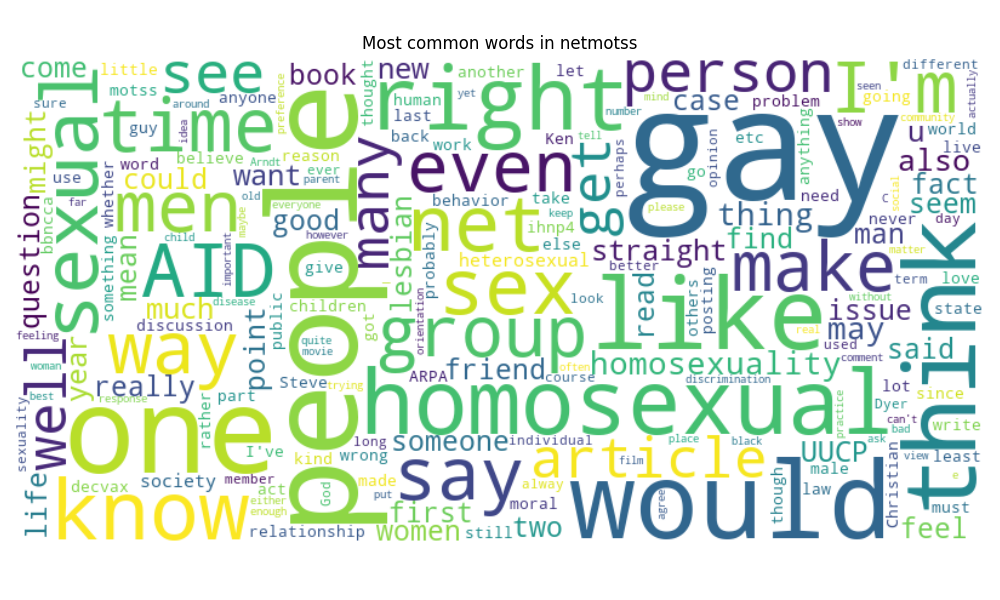 Most common words in netmotss
come
little
see
book
new
another
let
person
I'm
different
sure
motss
around
anyone
preference
thought
human
last
right
yet
number
mind
case
problem
going
seen
community
actually
sexual
time
guy
idea
people
many
back
work
Ken
tell
gay
etc
show
u
world
live
might
use
whether
word
believe
Arndt
reason
ever
parent
even
get
perhaps
opinion
go
anything
need
social
also
fact
bbncca
far
could
want
old
men
maybe
everyone
good
behavior
take
keep
please
thing
never
c
seem
day
question
mean
something
child
AID
important
however
lesbian
net
probably
ihnp4
else
straight
find
man
matter
heterosexual
better
make
term
love
disease
give
public
children
sex
look
read
others
posting
like
without
issue
state
think
year
much
discussion
point
got
group
orientation
real
may
used
said
feeling
well
way
quite
movie
often
friend
homosexuality
comment
woman
really
Steve
trying
ARPA
course
homosexual
discrimination
lot
since
best
response
one
rather
part
practice
Dyer
can't
write
sexuality
I've
long
someone
individual
place
black
ask
bad
kind
wrong
article
UUCP
view
least
life
decvax
society
member
act
God
made
say
film
male
e
know
either
enough
put
alway
moral
would
agree
though
law
Christian
must
relationship
first
women
still
two
feel